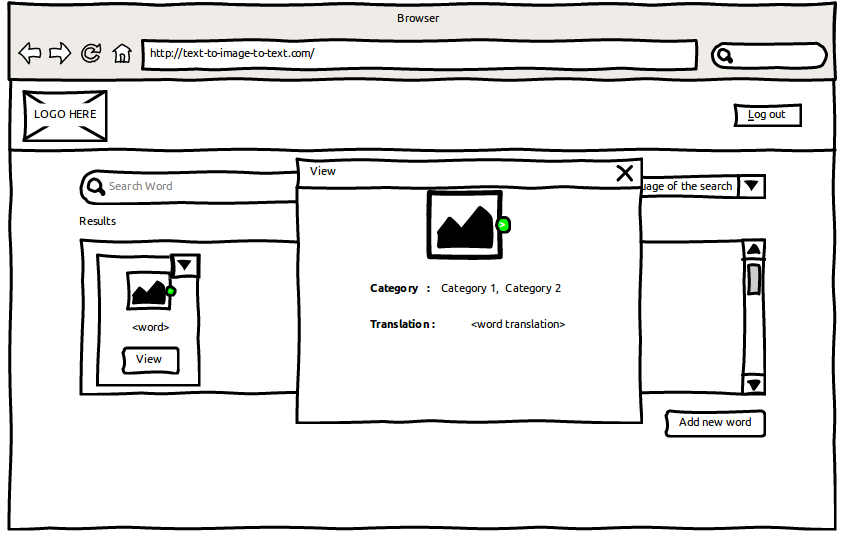 Browser
http://text-to-image-to-text.com/
LOGO HERE
Log out
View
Search Word
of the search
Results
Category : Category 1, Category 2
<word>
Translation : <word translation>
View
Add new word